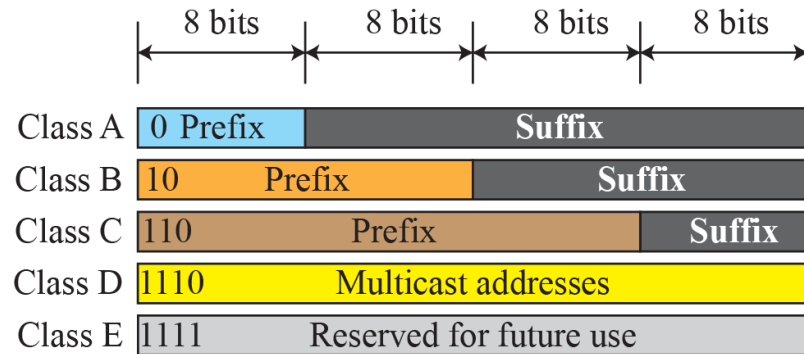 8 bits 8 bits 8 bits 8 bits
Class A 0 Prefix Suffix
Class B 10 Prefix Suffix
Class C 110 Prefix Suffix
Class D 1110 Multicast addresses
Class E 1111 Reserved for future use